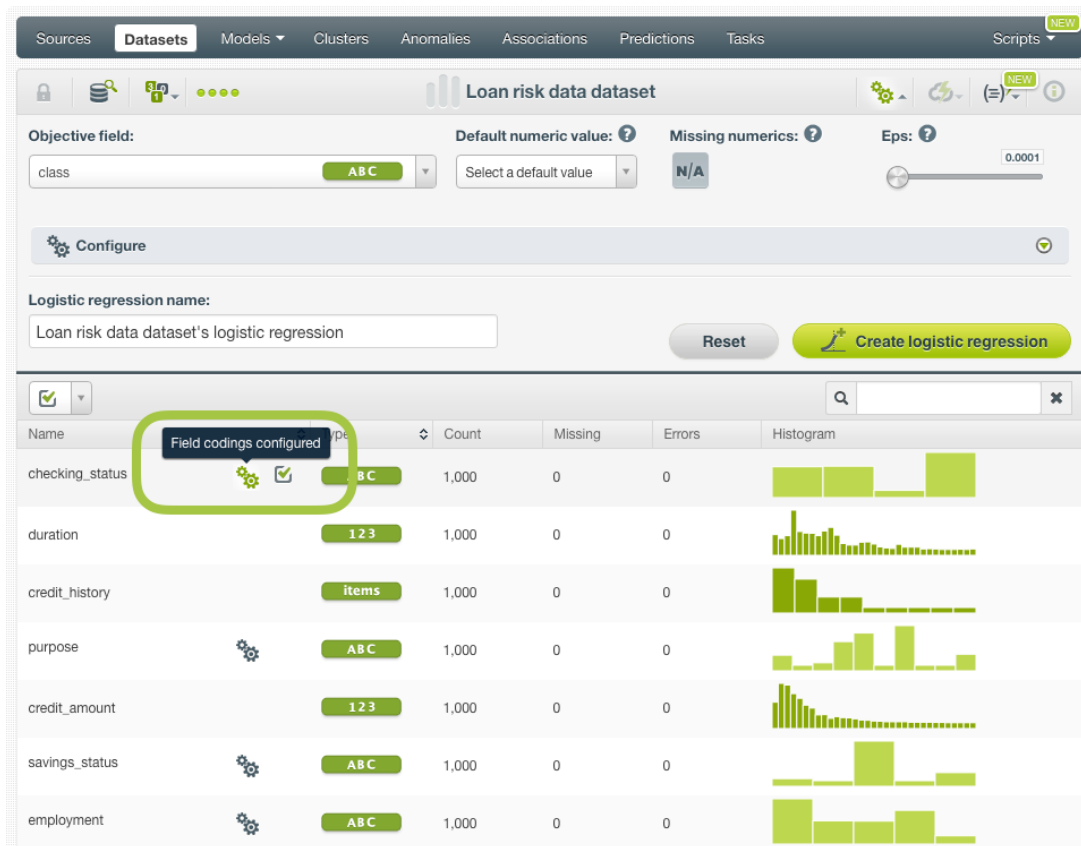 NEW
Sources Datasets Models Clusters Anomalies Associations Predictions Tasks Scripts
Loan risk data dataset NEW
Objective field: Default numeric value: ? Missing numerics: ? Eps: ?
0.0001
class ABC Select a default value N/A
Configure
Logistic regression name:
Loan risk data dataset's logistic regression
Reset Create logistic regression
Name Type Count Missing Errors Histogram
Field codings configured
checking_status ABC 1,000 0 0
duration 123 1,000 0 0
credit_history items 1,000 0 0
purpose ABC 1,000 0 0
credit_amount 123 1,000 0 0
savings_status ABC 1,000 0 0
employment ABC 1,000 0 0